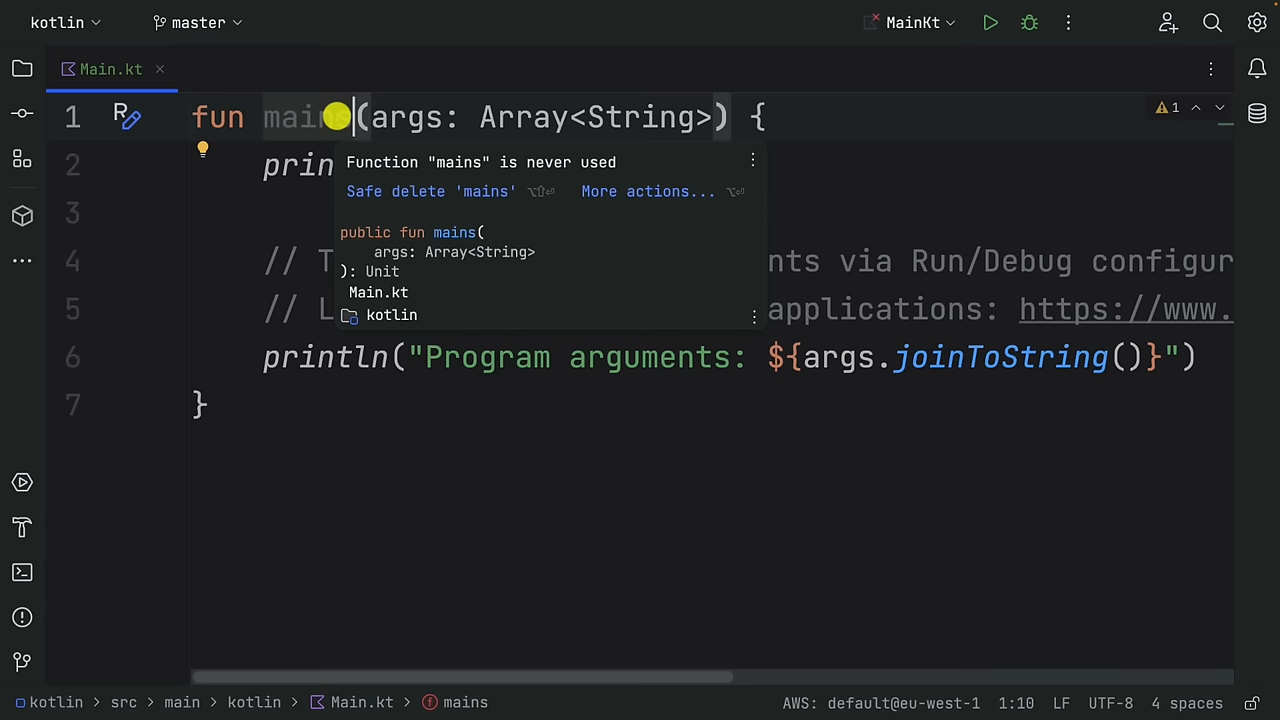 kotlin master MainKt
Main.kt
1 fun mains(args: Array<String>) { 1
2 prin
Function "mains" is never used
Safe delete 'mains' ⌥⇧⏎ More actions... ⌥⏎
3
public fun mains(
args: Array<String>
): Unit
Main.kt
kotlin
4 // T nts via Run/Debug configur
5 // L applications: https://www.
6 println("Program arguments: ${args.joinToString()}")
7 }
kotlin > src > main > kotlin > Main.kt > mains AWS: default@eu-west-1 1:10 LF UTF-8 4 spaces